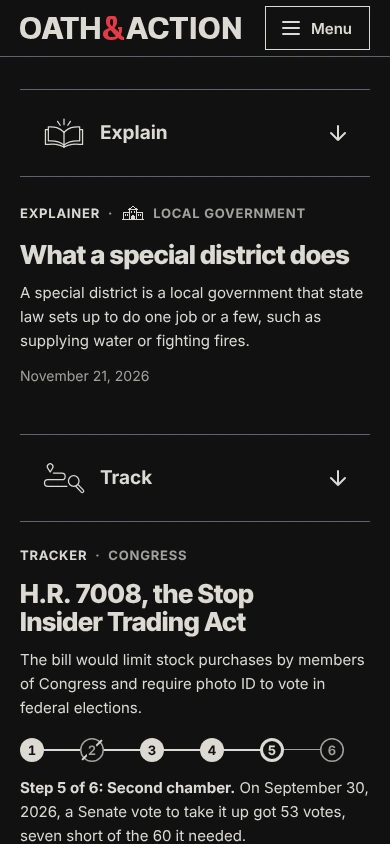 OATH&ACTION
Menu
Explain
EXPLAINER · LOCAL GOVERNMENT
What a special district does
A special district is a local government that state
law sets up to do one job or a few, such as
supplying water or fighting fires.
November 21, 2026
Track
TRACKER · CONGRESS
H.R. 7008, the Stop
Insider Trading Act
The bill would limit stock purchases by members
of Congress and require photo ID to vote in
federal elections.
1 2 3 4 5 6
Step 5 of 6: Second chamber. On September 30,
2026, a Senate vote to take it up got 53 votes,
seven short of the 60 it needed.